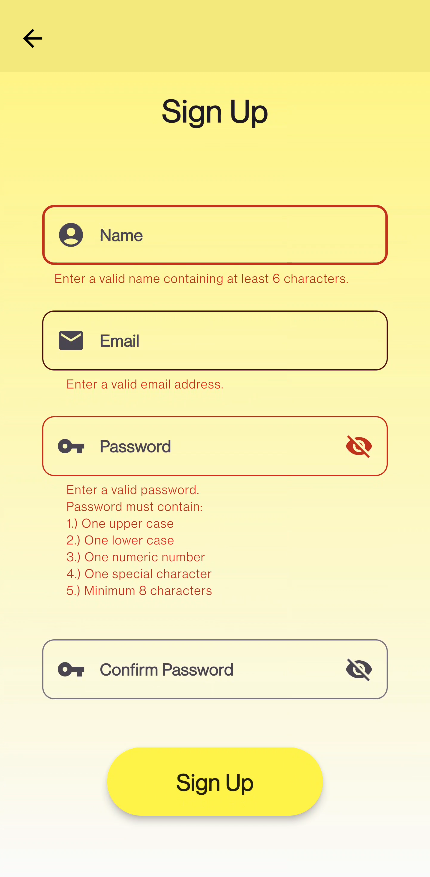 Sign Up
Name
Enter a valid name containing at least 6 characters.
Email
Enter a valid email address.
Password
Enter a valid password.
Password must contain:
1.) One upper case
2.) One lower case
3.) One numeric number
4.) One special character
5.) Minimum 8 characters
Confirm Password
Sign Up